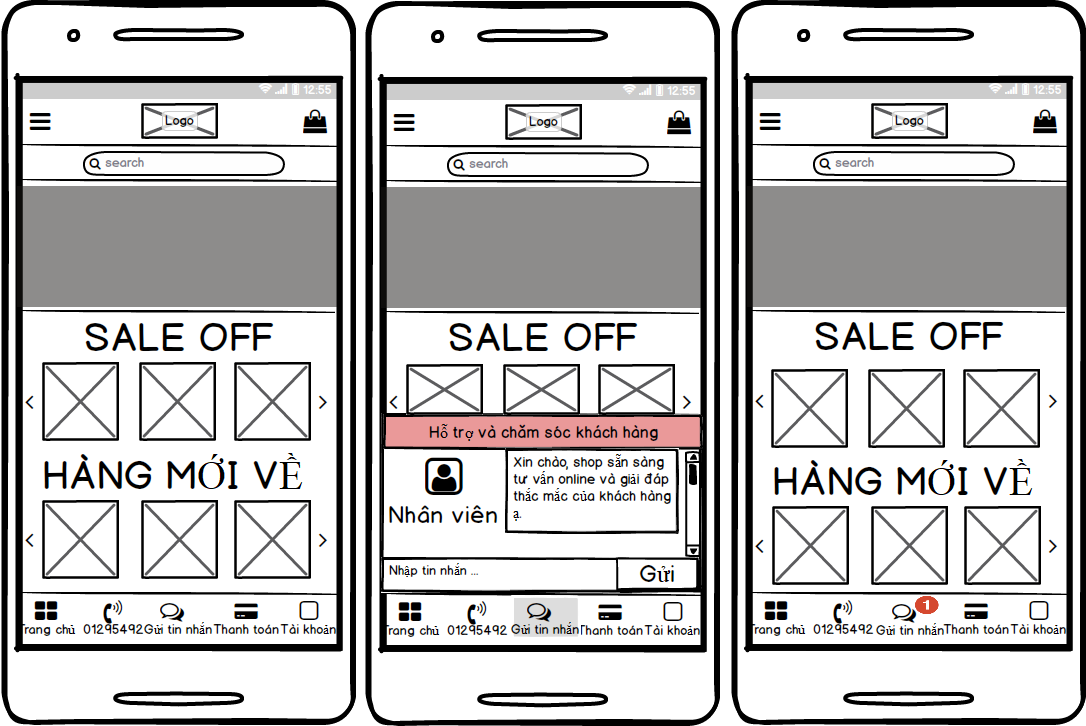 12:55
Logo
search
SALE OFF
HÀNG MỚI VỀ
Trang chủ 01295492 Gửi tin nhắn Thanh toán Tài khoản
12:55
Logo
search
SALE OFF
Hỗ trợ và chăm sóc khách hàng
Xin chào, shop sẵn sàng
tư vấn online và giải đáp
thắc mắc của khách hàng
ạ.
Nhân viên
Nhập tin nhắn ...
Gửi
Trang chủ 01295492 Gửi tin nhắn Thanh toán Tài khoản
12:55
Logo
search
SALE OFF
HÀNG MỚI VỀ
1
Trang chủ 01295492 Gửi tin nhắn Thanh toán Tài khoản